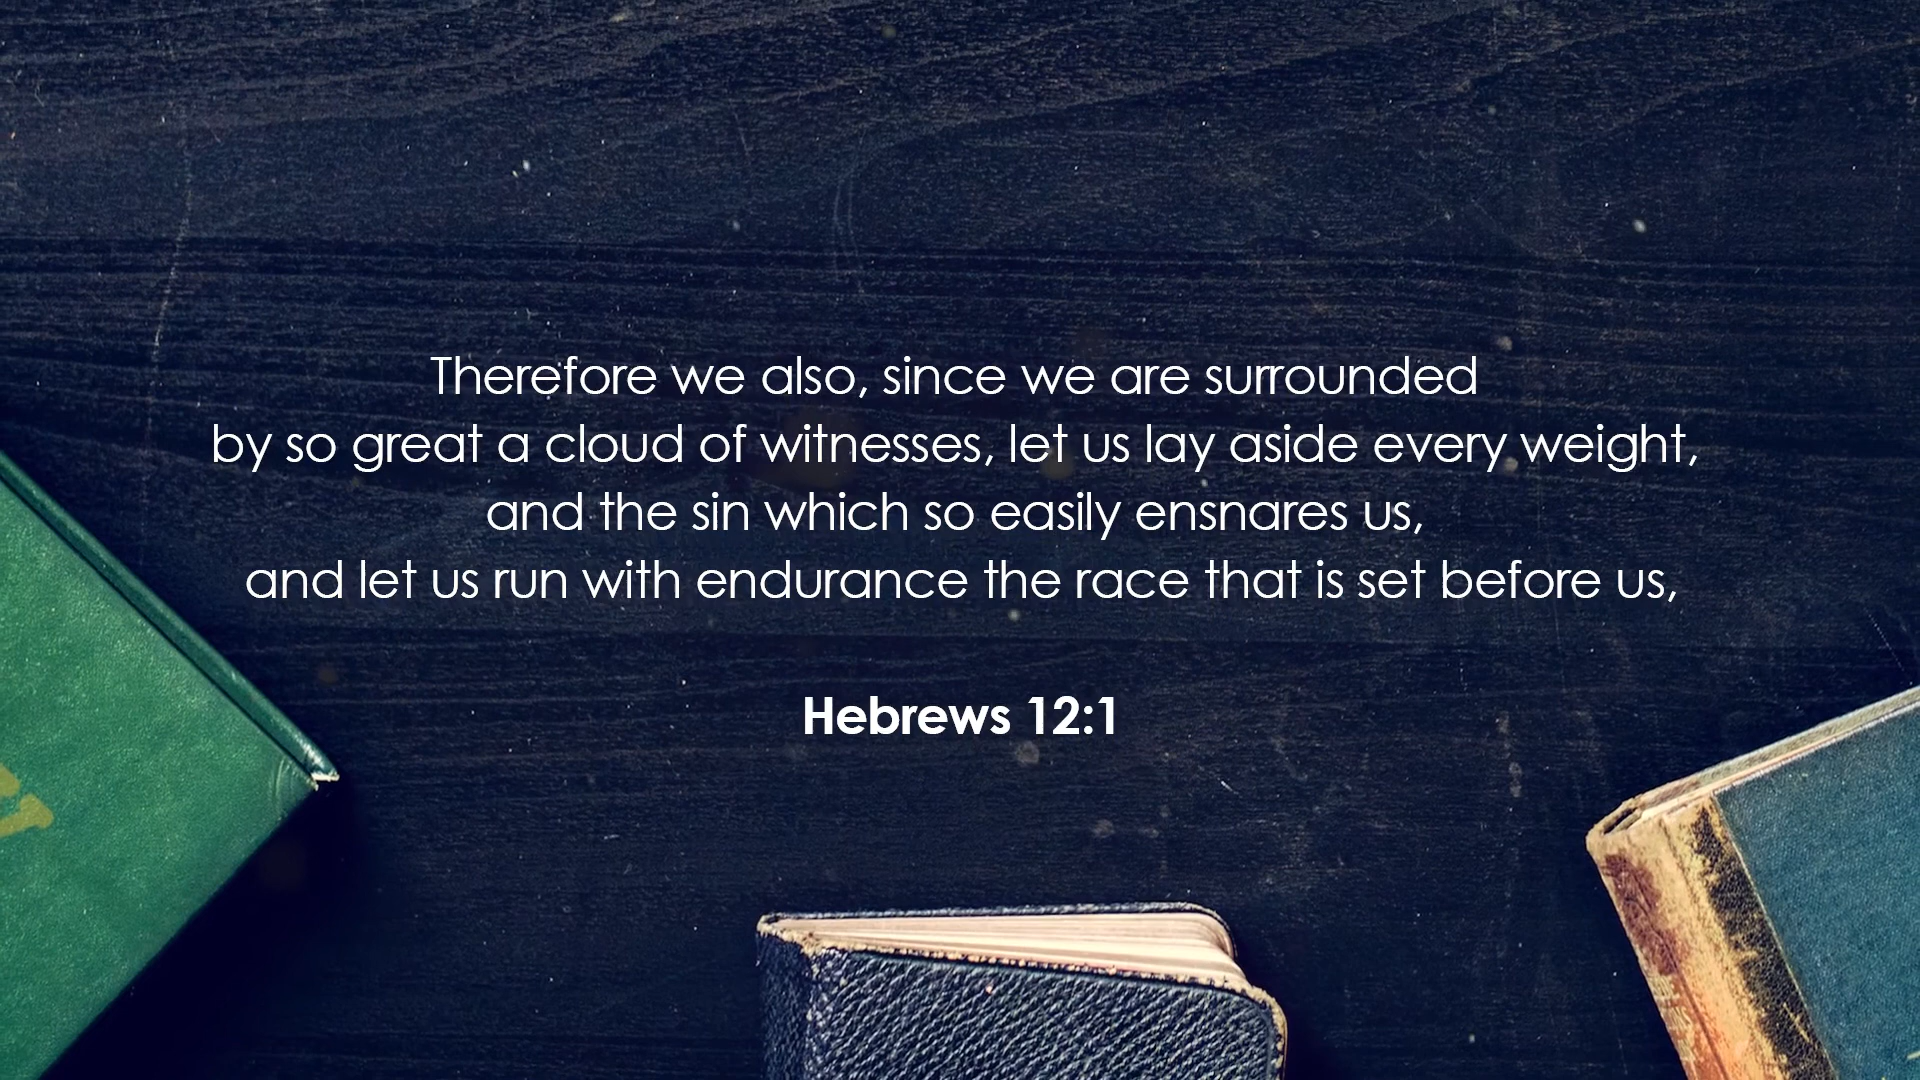 Therefore we also, since we are surrounded
by so great a cloud of witnesses, let us lay aside every weight,
and the sin which so easily ensnares us,
and let us run with endurance the race that is set before us,
Hebrews 12:1